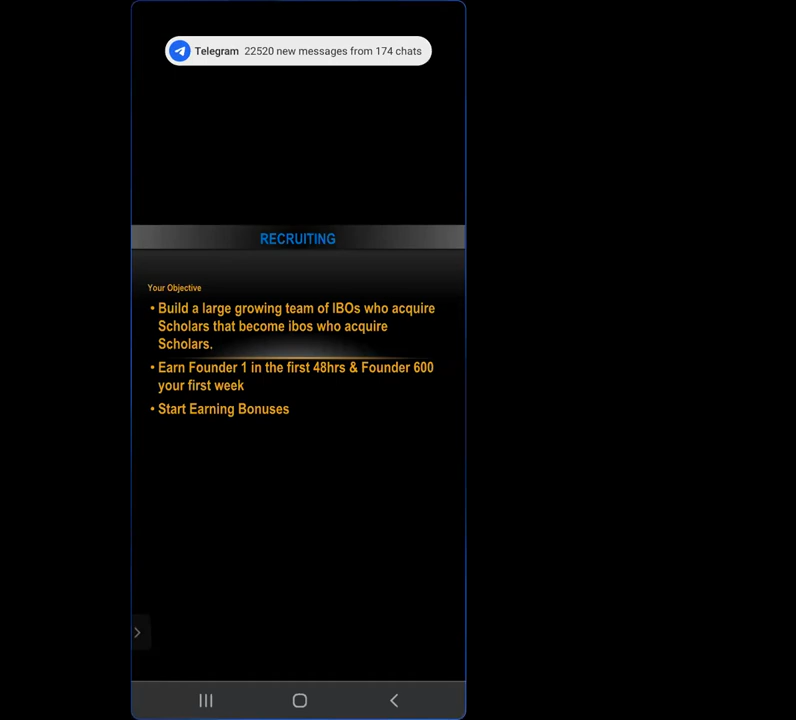 Telegram 22520 new messages from 174 chats
RECRUITING
Your Objective
• Build a large growing team of IBOs who acquire
Scholars that become ibos who acquire
Scholars.
• Earn Founder 1 in the first 48hrs & Founder 600
your first week
• Start Earning Bonuses